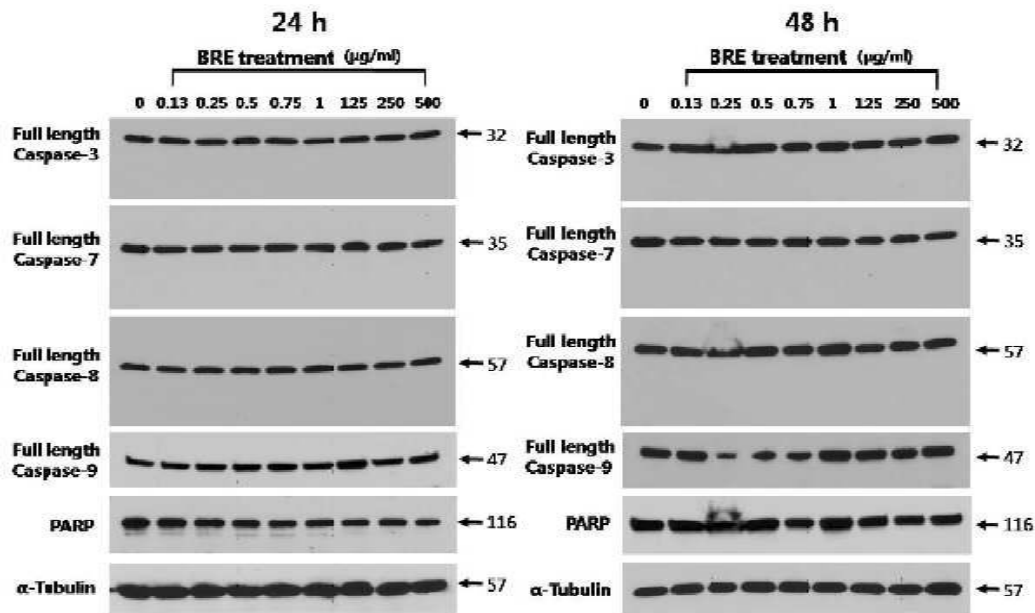 24 h
BRE treatment (μg/ml)
0 0.13 0.25 0.5 0.75 1 125 250 500
Full length
Caspase-3
32
Full length
Caspase-7
35
Full length
Caspase-8
57
Full length
Caspase-9
47
PARP
116
α-Tubulin
57
48 h
BRE treatment (μg/ml)
0 0.13 0.25 0.5 0.75 1 125 250 500
Full length
Caspase-3
32
Full length
Caspase-7
35
Full length
Caspase-8
57
Full length
Caspase-9
47
PARP
116
α-Tubulin
57